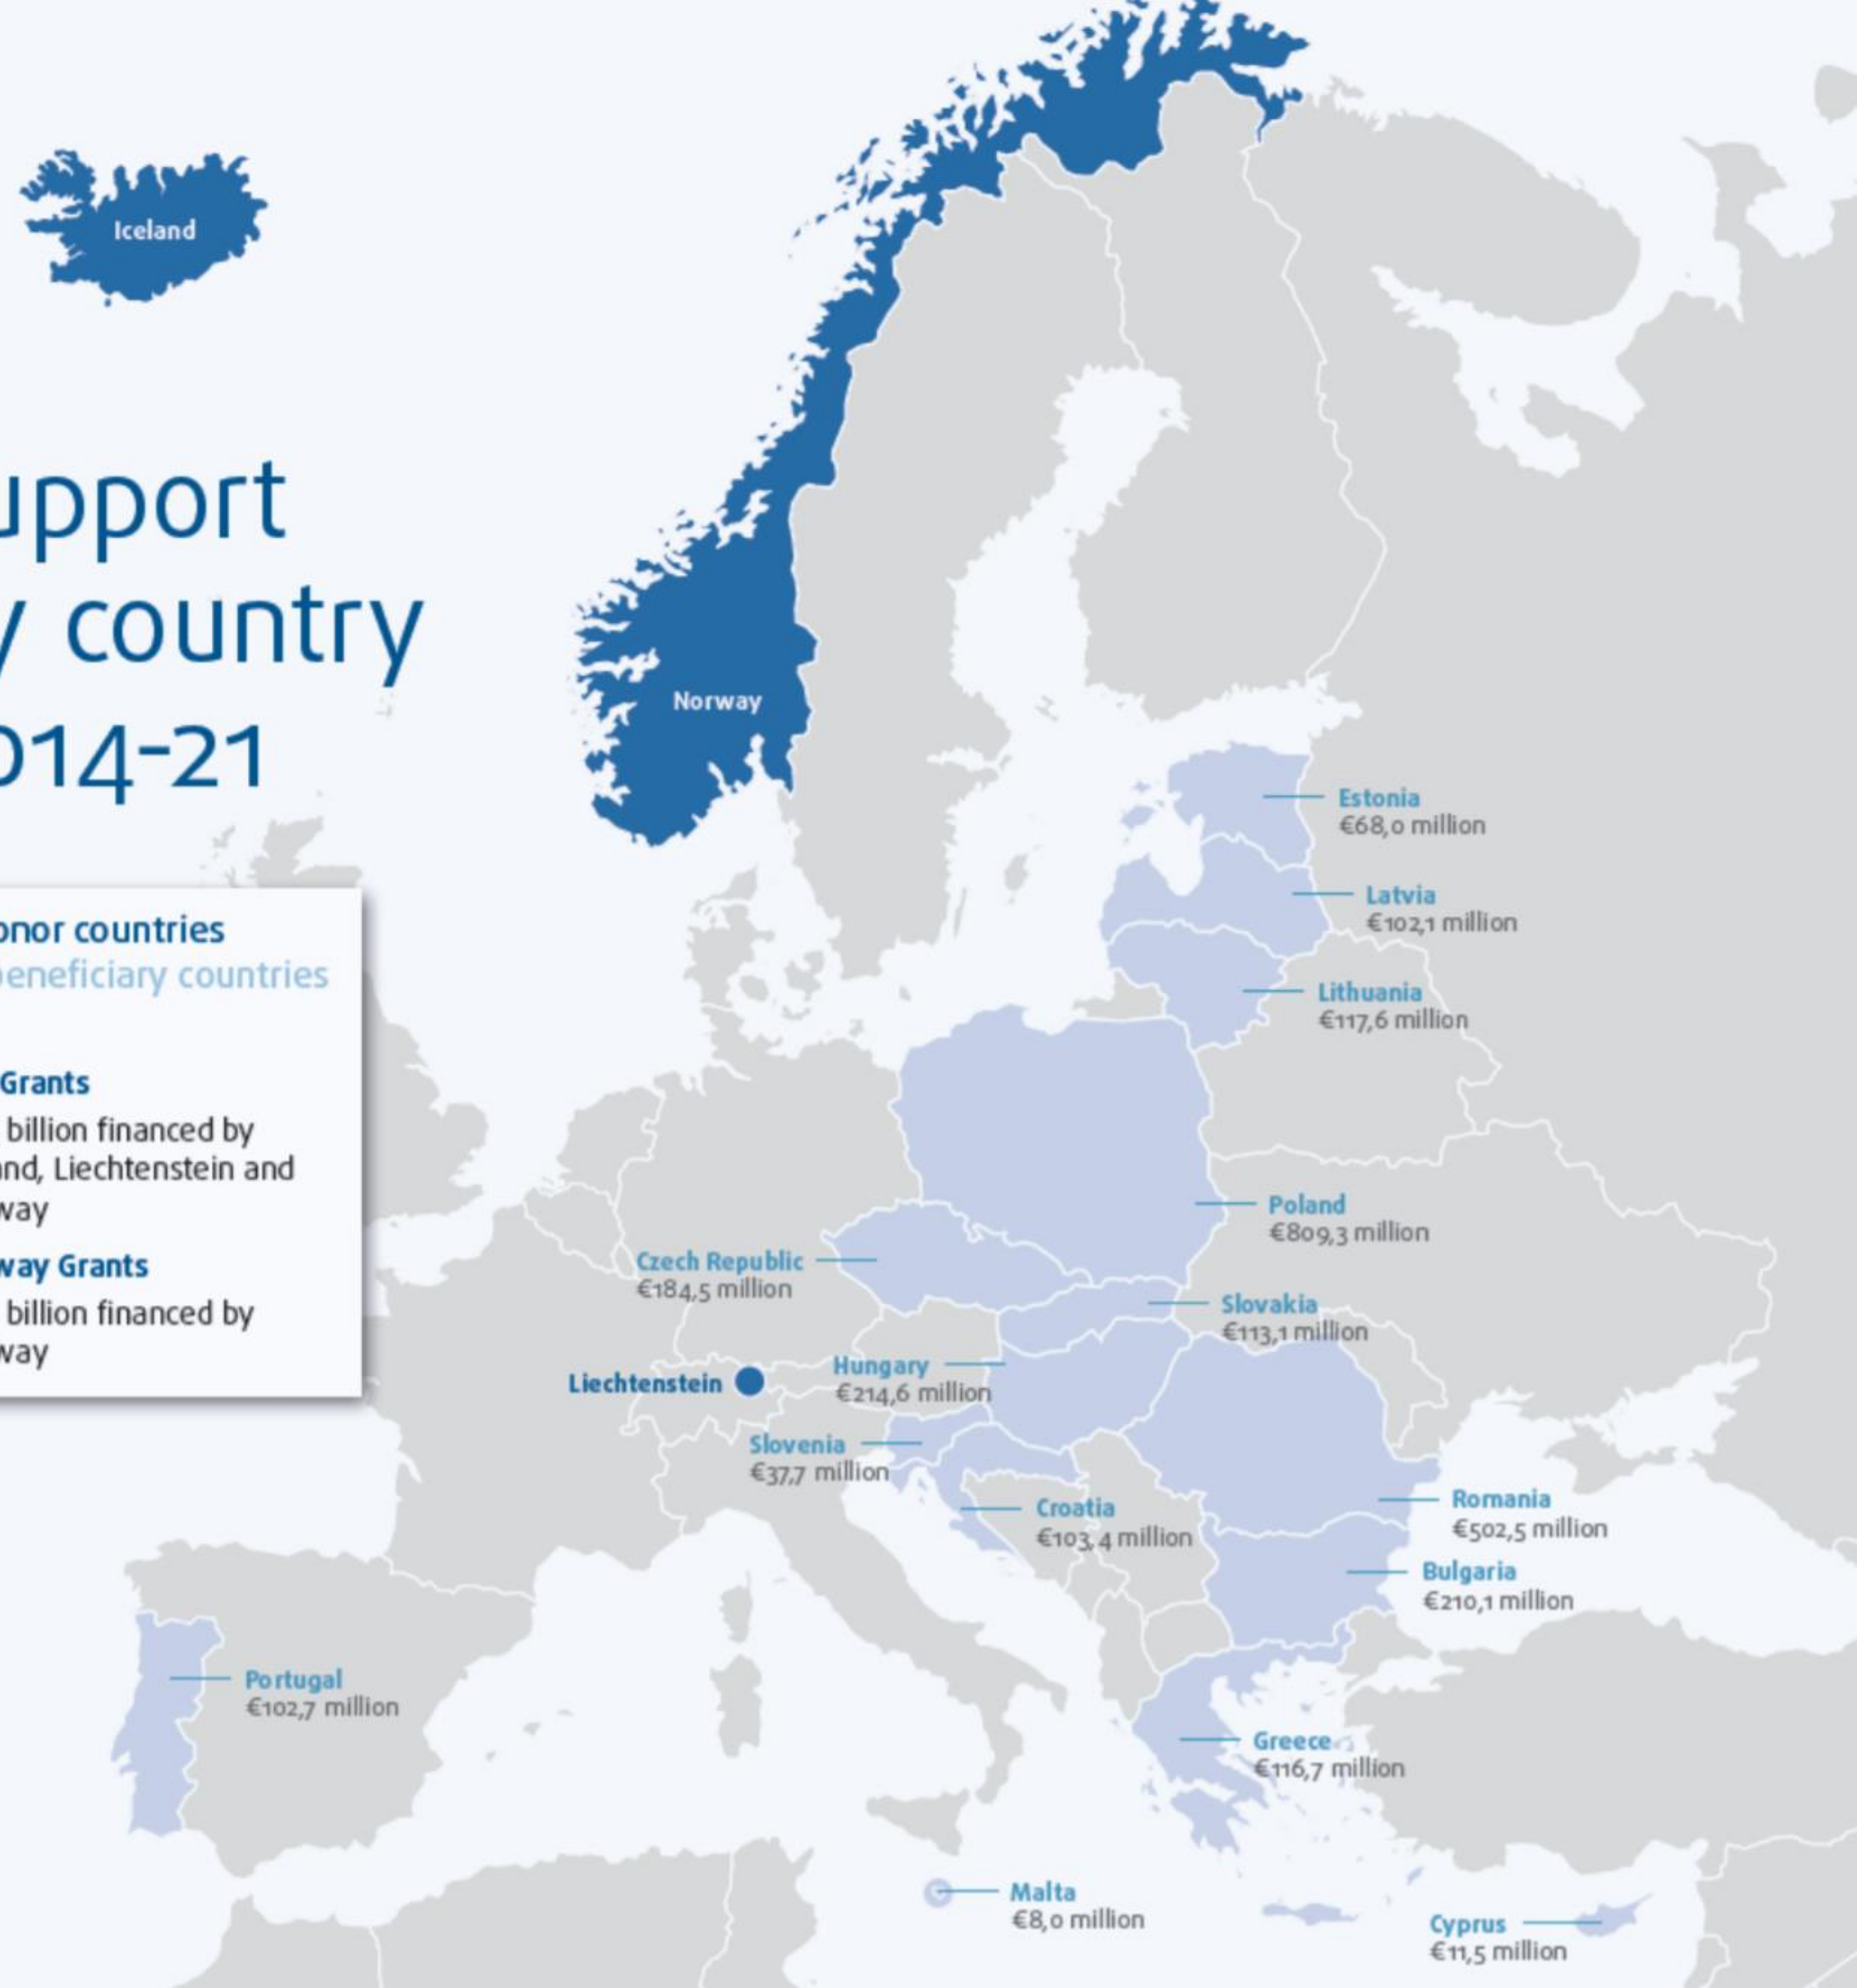 Iceland
upport
y country
014-21
Norway
onor countries
beneficiary countries
Grants
billion financed by
and, Liechtenstein and
way
way Grants
billion financed by
way
Estonia
€68,0 million
Latvia
€102,1 million
Lithuania
€117,6 million
Poland
€809,3 million
Czech Republic
€184,5 million
Slovakia
€113,1 million
Hungary
€214,6 million
Liechtenstein
Slovenia
€37,7 million
Croatia
€103,4 million
Romania
€502,5 million
Bulgaria
€210,1 million
Portugal
€102,7 million
Greece
€116,7 million
Malta
€8,0 million
Cyprus
€11,5 million